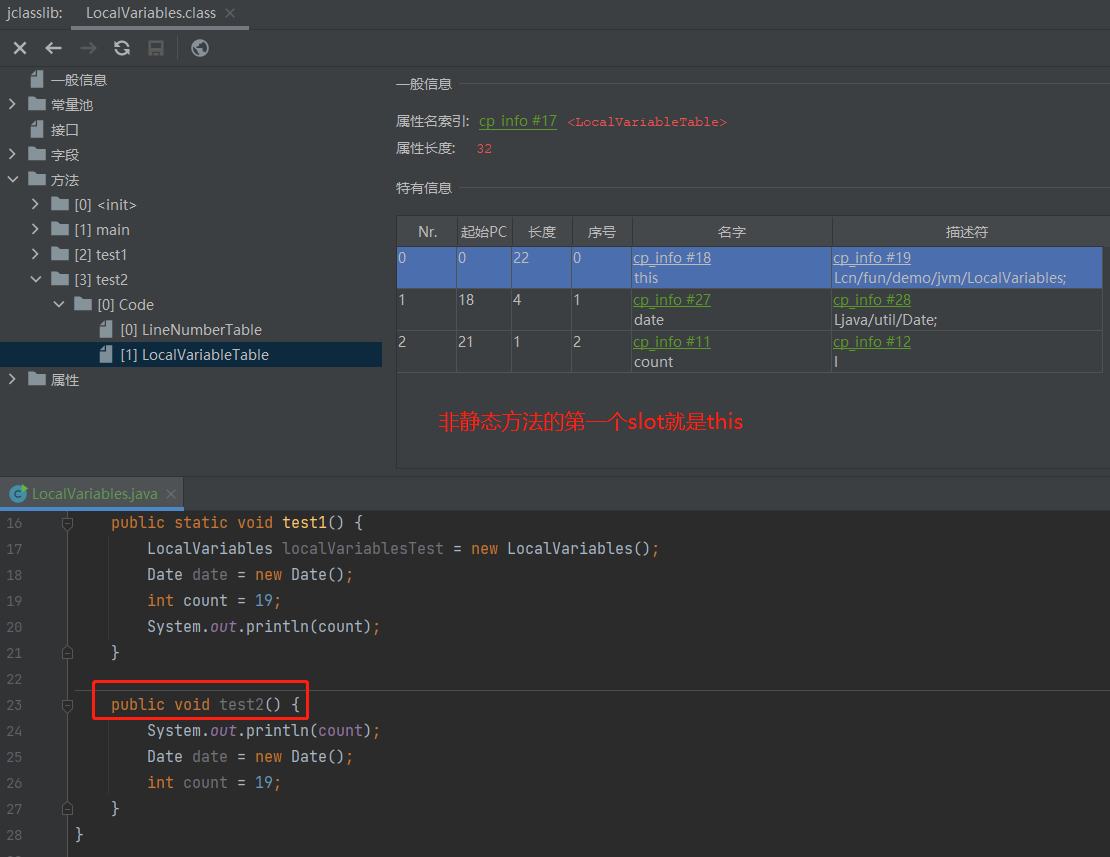 jclasslib: LocalVariables.class
一般信息
常量池
接口
字段
方法
[0] <init>
[1] main
[2] test1
[3] test2
[0] Code
[0] LineNumberTable
[1] LocalVariableTable
属性
一般信息
属性名索引: cp_info #17 <LocalVariableTable>
属性长度: 32
特有信息
Nr. 起始PC 长度 序号 名字 描述符
0 0 22 0 cp_info #18 cp_info #19
this Lcn/fun/demo/jvm/LocalVariables;
1 18 4 1 cp_info #27 cp_info #28
date Ljava/util/Date;
2 21 1 2 cp_info #11 cp_info #12
count I
非静态方法的第一个slot就是this
LocalVariables.java
16 public static void test1() {
17 LocalVariables localVariablesTest = new LocalVariables();
18 Date date = new Date();
19 int count = 19;
20 System.out.println(count);
21 }
22
23 public void test2() {
24 System.out.println(count);
25 Date date = new Date();
26 int count = 19;
27 }
28 }